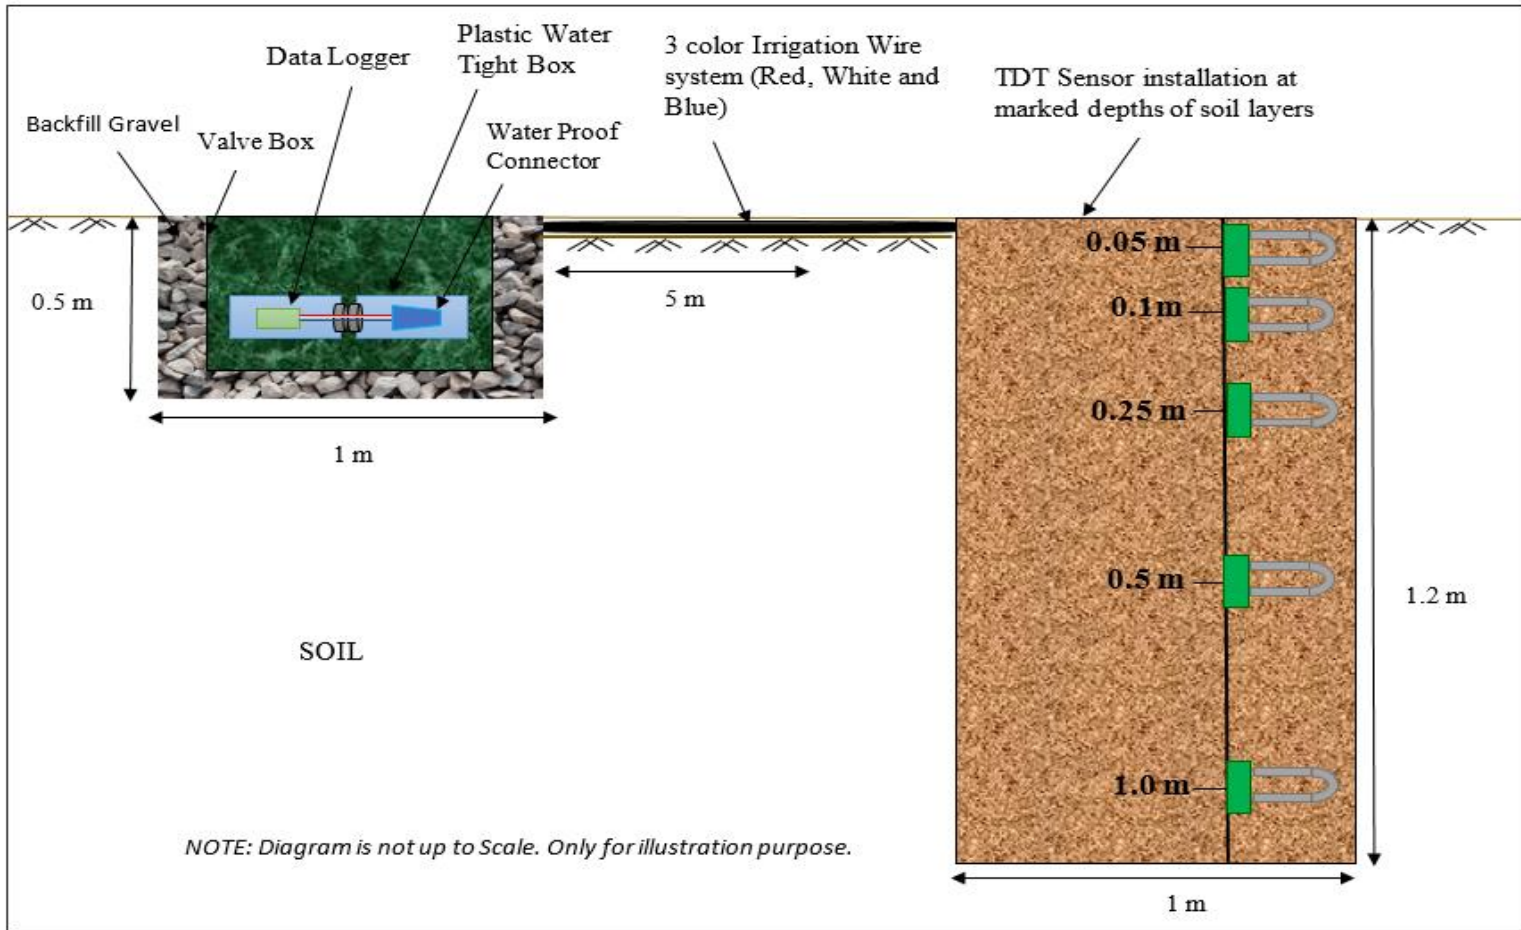 Data Logger
Plastic Water
Tight Box
3 color Irrigation Wire
system (Red, White and
Blue)
TDT Sensor installation at
marked depths of soil layers
Backfill Gravel
Valve Box
Water Proof
Connector
0.5 m
1 m
5 m
0.05 m
0.1m
0.25 m
0.5 m
1.0 m
1.2 m
1 m
SOIL
NOTE: Diagram is not up to Scale. Only for illustration purpose.